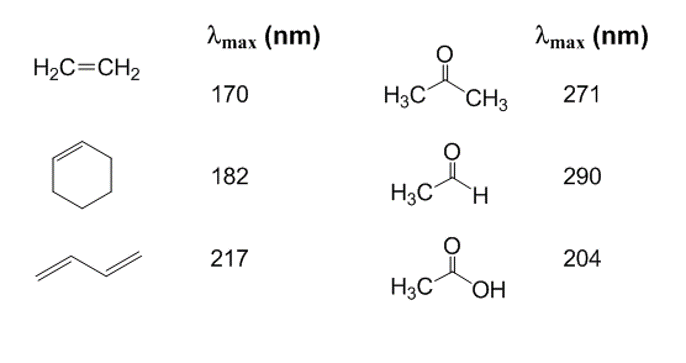 λmax (nm)
H2C=CH2
170
182
217
λmax (nm)
O
H3C CH3
271
O
H3C H
290
O
H3C OH
204